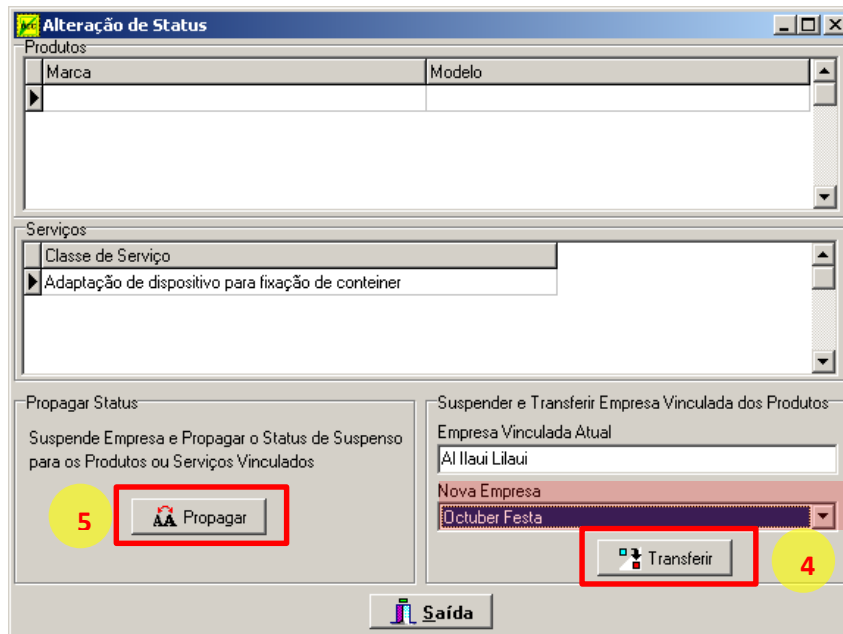 Alteração de Status
Produtos
Marca Modelo
Serviços
Classe de Serviço
Adaptação de dispositivo para fixação de conteiner
Propagar Status
Suspende Empresa e Propagar o Status de Suspenso
para os Produtos ou Serviços Vinculados
5
Propagar
Suspender e Transferir Empresa Vinculada dos Produtos
Empresa Vinculada Atual
Al Ilaui Lilaui
Nova Empresa
Octuber Festa
Transferir
4
Saída